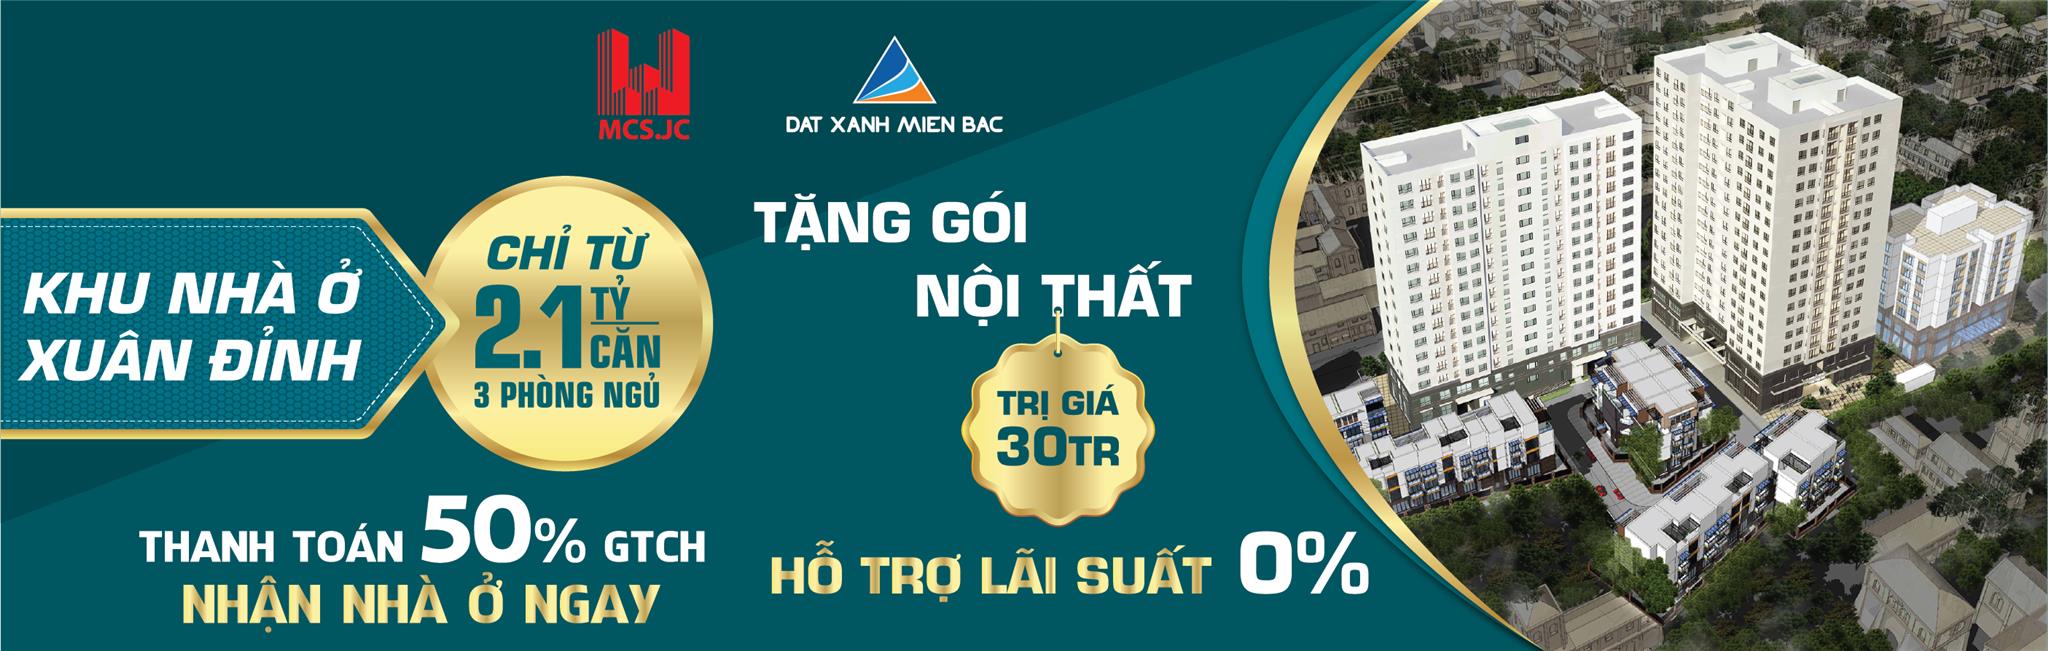 MCS.JC
DAT XANH MIEN BAC
KHU NHÀ Ở
XUÂN ĐỈNH
CHỈ TỪ
2.1 TỶ
CĂN
3 PHÒNG NGỦ
THANH TOÁN 50% GTCH
NHẬN NHÀ Ở NGAY
TẶNG GÓI
NỘI THẤT
TRỊ GIÁ
30TR
HỖ TRỢ LÃI SUẤT 0%